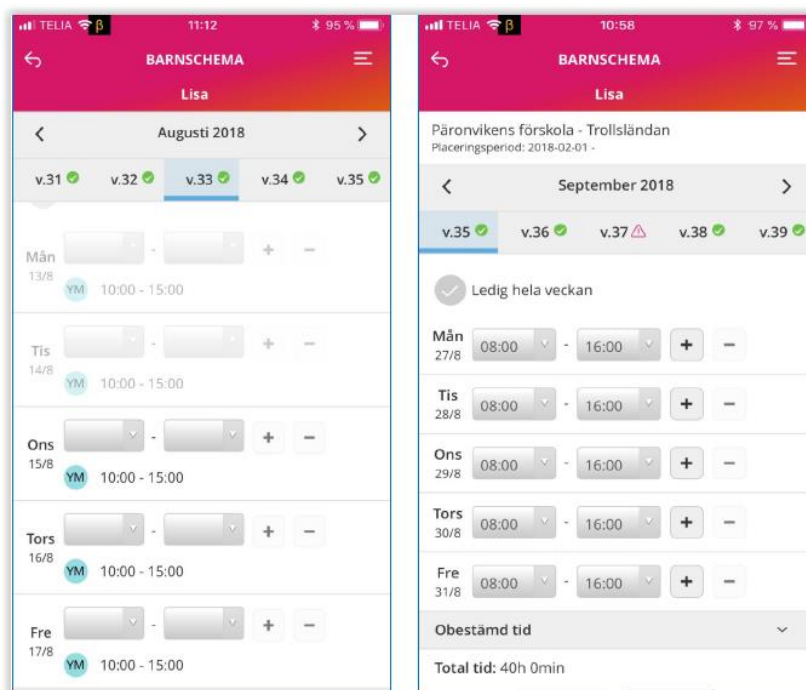 TELIA β 11:12 95 %
BARNSCHEMA
Lisa
Augusti 2018
v.31 v.32 v.33 v.34 v.35
Mån - + -
13/8
YM 10:00 - 15:00
Tis - + -
14/8
YM 10:00 - 15:00
Ons - + -
15/8
YM 10:00 - 15:00
Tors - + -
16/8
YM 10:00 - 15:00
Fre - + -
17/8
YM 10:00 - 15:00
TELIA β 10:58 97 %
BARNSCHEMA
Lisa
Päronvikens förskola - Trollsländan
Placeringsperiod: 2018-02-01 -
September 2018
v.35 v.36 v.37 v.38 v.39
Ledig hela veckan
Mån 08:00 - 16:00 + -
27/8
Tis 08:00 - 16:00 + -
28/8
Ons 08:00 - 16:00 + -
29/8
Tors 08:00 - 16:00 + -
30/8
Fre 08:00 - 16:00 + -
31/8
Obestämd tid
Total tid: 40h 0min